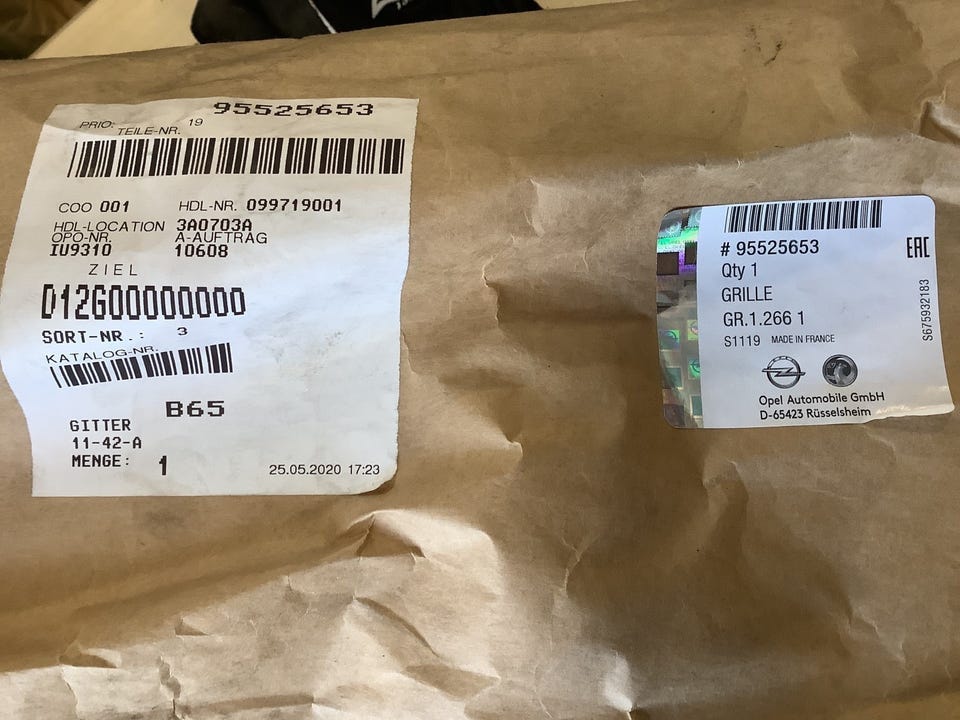 95525653
PRIO: 19
TEILE-NR.
COO 001 HDL-NR. 099719001
HDL-LOCATION 3A0703A
OPO-NR. A-AUFTRAG
IU9310 10608
ZIEL
D12G00000000
SORT-NR.: 3
KATALOG-NR.
B65
GITTER
11-42-A
MENGE: 1
25.05.2020 17:23
# 95525653
EAC
Qty 1
GRILLE
GR.1.266 1
S1119 MADE IN FRANCE
S675932183
Opel Automobile GmbH
D-65423 Rüsselsheim